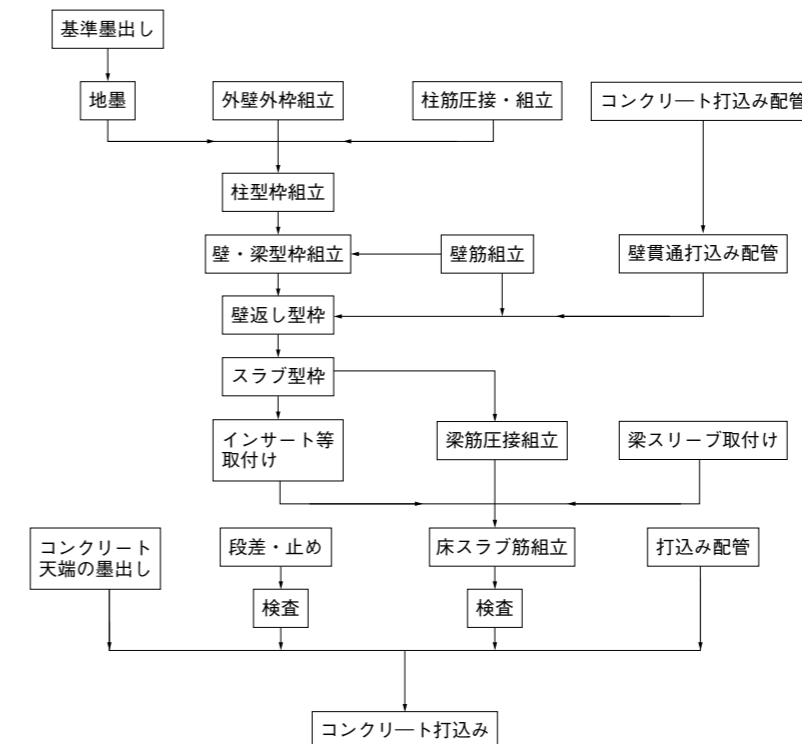 基準墨出し
地墨
外壁外枠組立
柱筋圧接・組立
コンクリート打込み配管
柱型枠組立
壁・梁型枠組立
壁筋組立
壁貫通打込み配管
壁返し型枠
スラブ型枠
インサート等
取付け
梁筋圧接組立
梁スリーブ取付け
コンクリート
天端の墨出し
段差・止め
床スラブ筋組立
打込み配管
検査
検査
コンクリート打込み